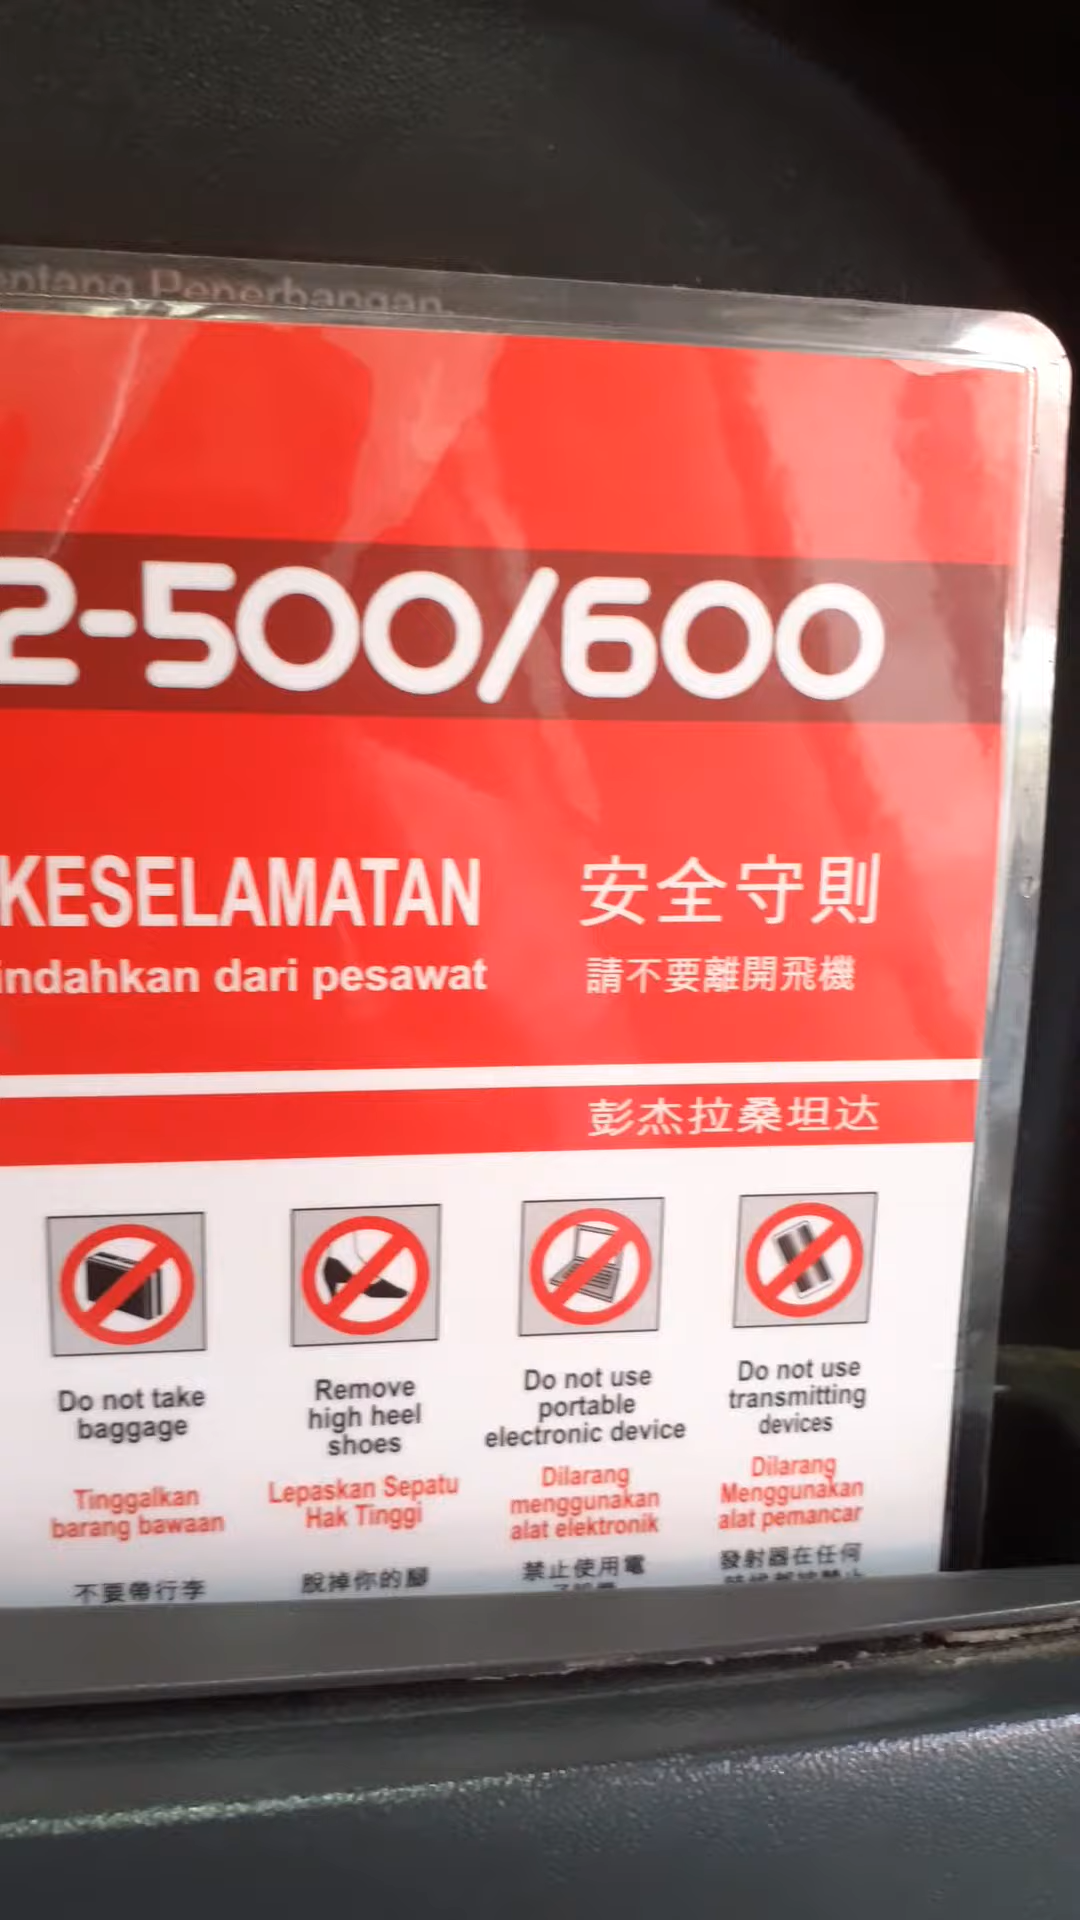 Penerbangan.
2-500/600
KESELAMATAN
安全守則
indahkan dari pesawat
請不要離開飛機
彭杰拉桑坦达
Do not take
baggage
Tinggalkan
barang bawaan
不要帶行李
Remove
high heel
shoes
Lepaskan Sepatu
Hak Tinggi
脫掉你的腳
Do not use
portable
electronic device
Dilarang
menggunakan
alat elektronik
禁止使用電
Do not use
transmitting
devices
Dilarang
Menggunakan
alat pemancar
發射器在任何